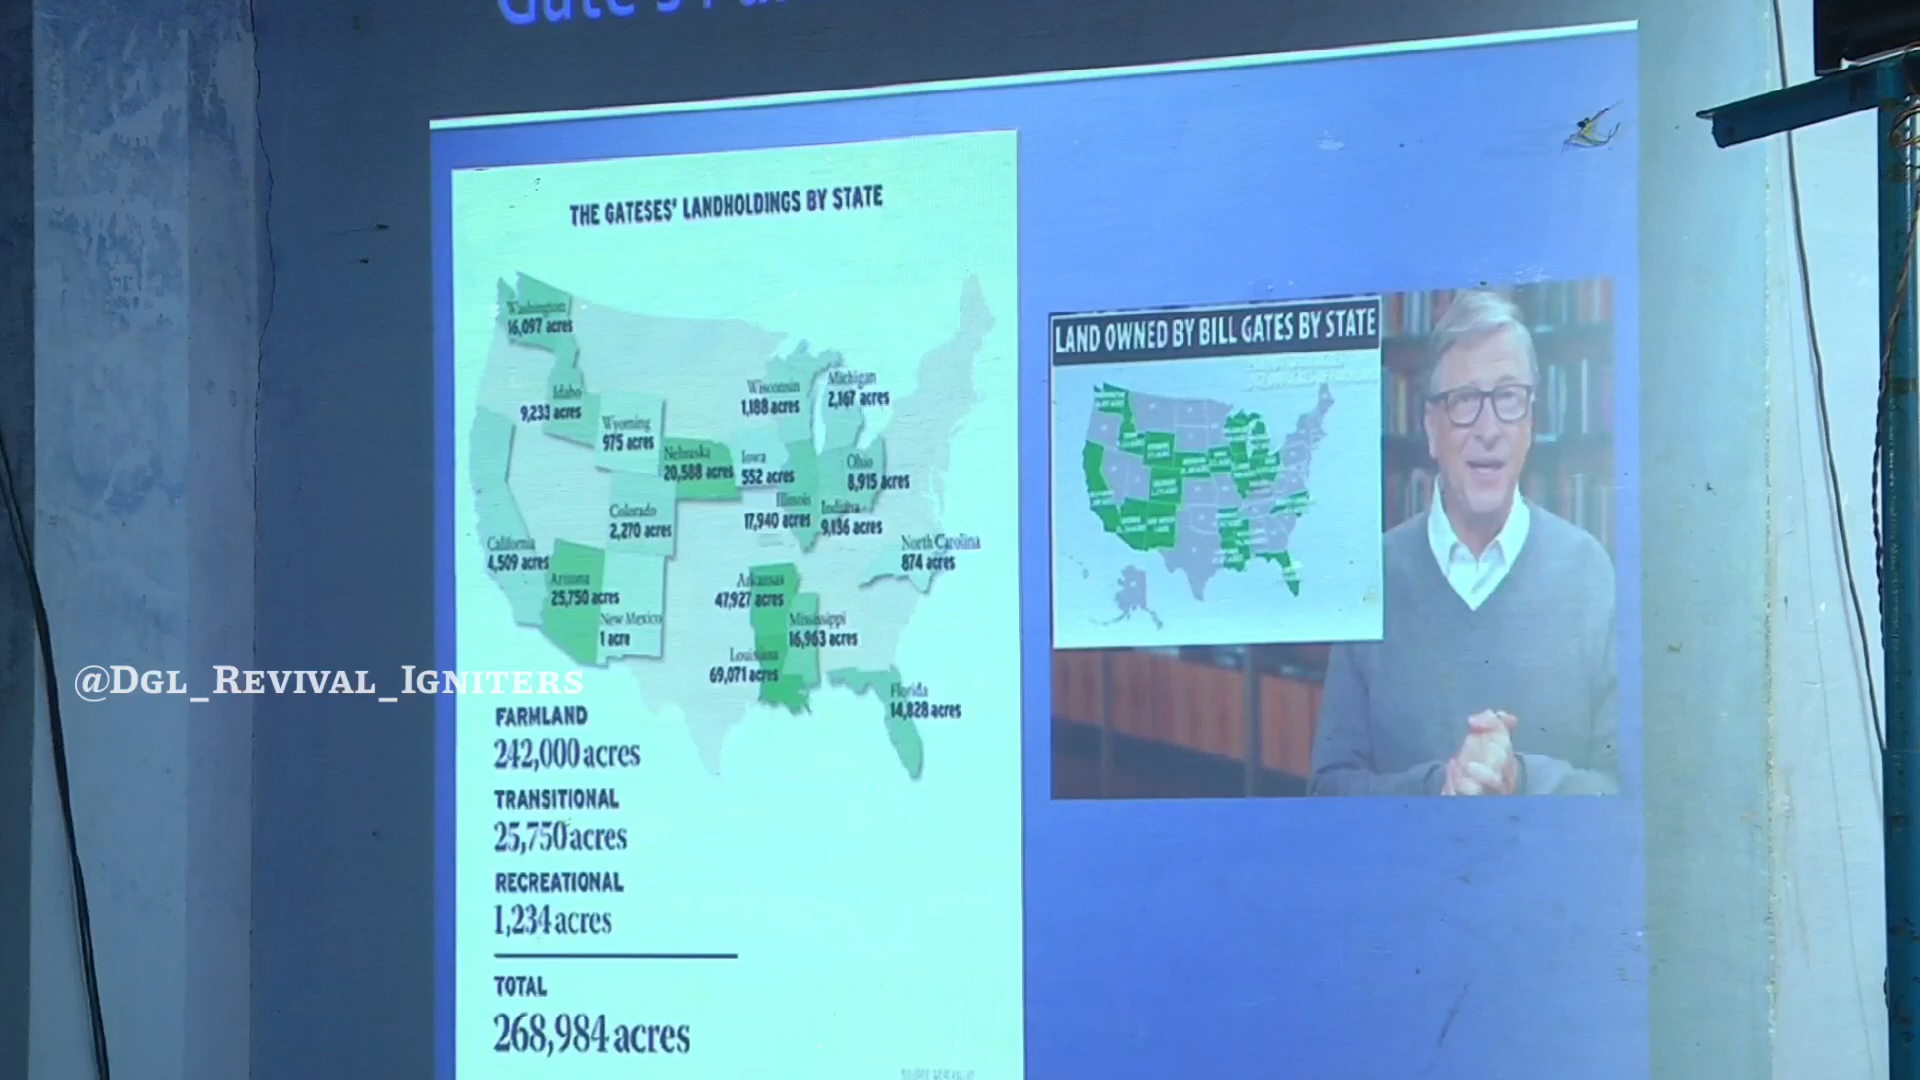 Gate's
THE GATESES' LANDHOLDINGS BY STATE
Washington
16,097 acres
Idaho
9,233 acres
Wyoming
975 acres
Nebraska
20,588 acres
Wisconsin
1,188 acres
Michigan
2,167 acres
Iowa
552 acres
Ohio
8,915 acres
Illinois
17,940 acres
Indiana
9,136 acres
Colorado
2,270 acres
California
4,509 acres
Arizona
25,750 acres
New Mexico
1 acre
Arkansas
47,927 acres
Mississippi
16,963 acres
Louisiana
69,071 acres
North Carolina
874 acres
Florida
14,828 acres
FARMLAND
242,000 acres
TRANSITIONAL
25,750 acres
RECREATIONAL
1,234 acres
TOTAL
268,984 acres
LAND OWNED BY BILL GATES BY STATE
@DGL_REVIVAL_IGNITERS